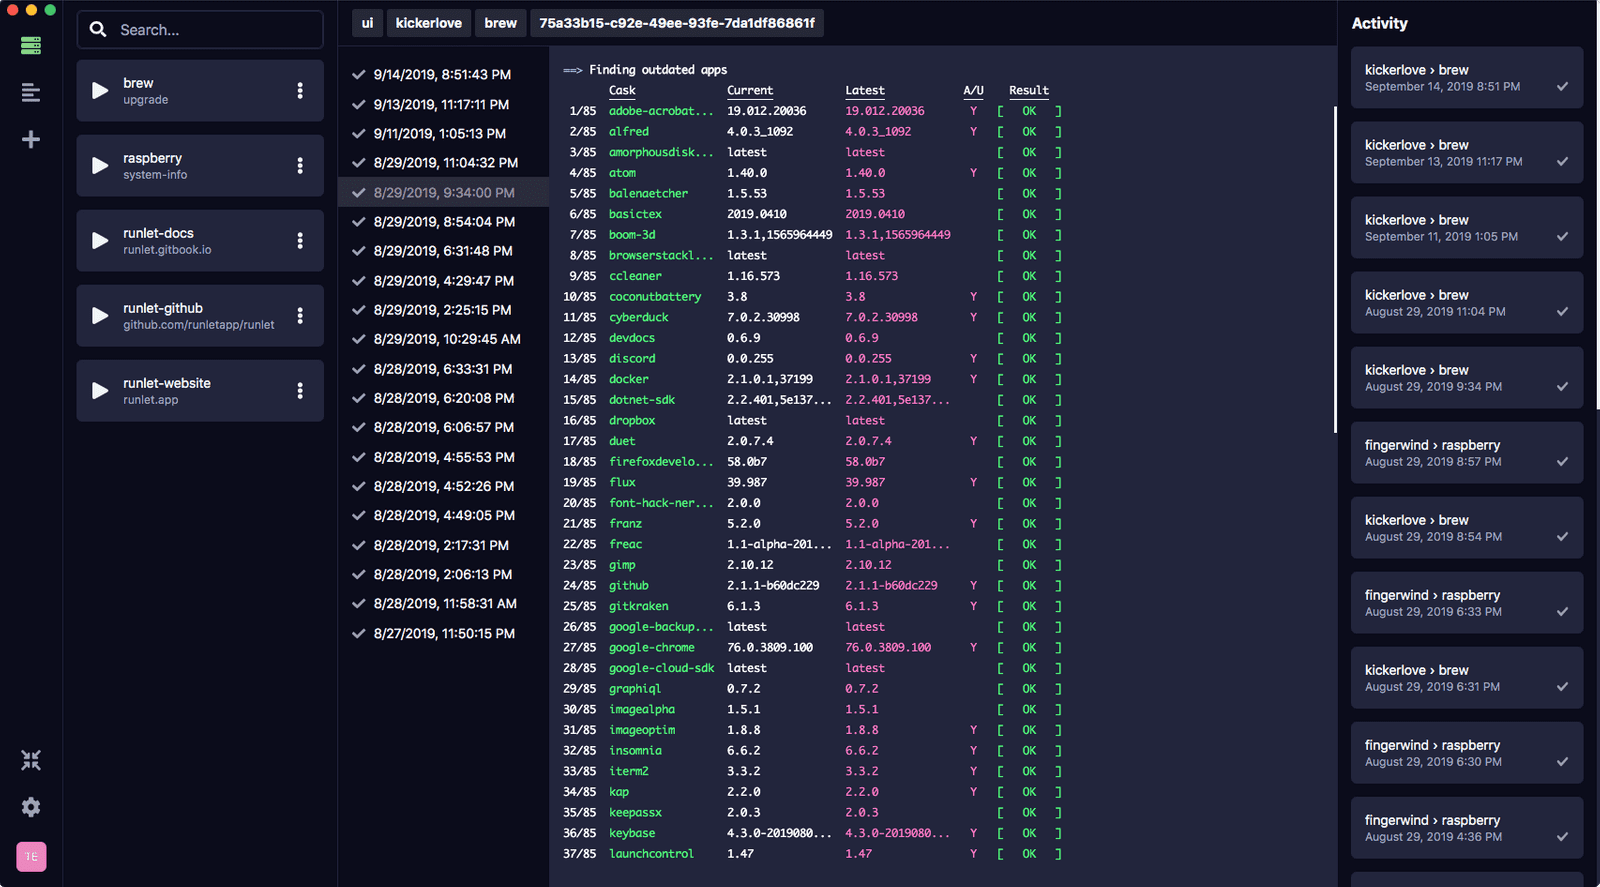 Search...
brew
upgrade
raspberry
system-info
runlet-docs
runlet.gitbook.io
runlet-github
github.com/runletapp/runlet
runlet-website
runlet.app
TE
ui kickerlove brew 75a33b15-c92e-49ee-93fe-7da1df86861f
9/14/2019, 8:51:43 PM
9/13/2019, 11:17:11 PM
9/11/2019, 1:05:13 PM
8/29/2019, 11:04:32 PM
8/29/2019, 9:34:00 PM
8/29/2019, 8:54:04 PM
8/29/2019, 6:31:48 PM
8/29/2019, 4:29:47 PM
8/29/2019, 2:25:15 PM
8/29/2019, 10:29:45 AM
8/28/2019, 6:33:31 PM
8/28/2019, 6:20:08 PM
8/28/2019, 6:06:57 PM
8/28/2019, 4:55:53 PM
8/28/2019, 4:52:26 PM
8/28/2019, 4:49:05 PM
8/28/2019, 2:17:31 PM
8/28/2019, 2:06:13 PM
8/28/2019, 11:58:31 AM
8/27/2019, 11:50:15 PM
==> Finding outdated apps
Cask Current Latest A/U Result
1/85 adobe-acrobat... 19.012.20036 19.012.20036 Y [ OK ]
2/85 alfred 4.0.3_1092 4.0.3_1092 Y [ OK ]
3/85 amorphousdisk... latest latest [ OK ]
4/85 atom 1.40.0 1.40.0 Y [ OK ]
5/85 balenaetcher 1.5.53 1.5.53 [ OK ]
6/85 basictex 2019.0410 2019.0410 [ OK ]
7/85 boom-3d 1.3.1,1565964449 1.3.1,1565964449 [ OK ]
8/85 browserstackl... latest latest [ OK ]
9/85 ccleaner 1.16.573 1.16.573 [ OK ]
10/85 coconutbattery 3.8 3.8 Y [ OK ]
11/85 cyberduck 7.0.2.30998 7.0.2.30998 Y [ OK ]
12/85 devdocs 0.6.9 0.6.9 [ OK ]
13/85 discord 0.0.255 0.0.255 Y [ OK ]
14/85 docker 2.1.0.1,37199 2.1.0.1,37199 Y [ OK ]
15/85 dotnet-sdk 2.2.401,5e137... 2.2.401,5e137... [ OK ]
16/85 dropbox latest latest [ OK ]
17/85 duet 2.0.7.4 2.0.7.4 Y [ OK ]
18/85 firefoxdevelo... 58.0b7 58.0b7 [ OK ]
19/85 flux 39.987 39.987 Y [ OK ]
20/85 font-hack-ner... 2.0.0 2.0.0 [ OK ]
21/85 franz 5.2.0 5.2.0 Y [ OK ]
22/85 freac 1.1-alpha-201... 1.1-alpha-201... [ OK ]
23/85 gimp 2.10.12 2.10.12 [ OK ]
24/85 github 2.1.1-b60dc229 2.1.1-b60dc229 Y [ OK ]
25/85 gitkraken 6.1.3 6.1.3 Y [ OK ]
26/85 google-backup... latest latest [ OK ]
27/85 google-chrome 76.0.3809.100 76.0.3809.100 Y [ OK ]
28/85 google-cloud-sdk latest latest [ OK ]
29/85 graphiql 0.7.2 0.7.2 [ OK ]
30/85 imagealpha 1.5.1 1.5.1 [ OK ]
31/85 imageoptim 1.8.8 1.8.8 Y [ OK ]
32/85 insomnia 6.6.2 6.6.2 Y [ OK ]
33/85 iterm2 3.3.2 3.3.2 Y [ OK ]
34/85 kap 2.2.0 2.2.0 Y [ OK ]
35/85 keepassx 2.0.3 2.0.3 [ OK ]
36/85 keybase 4.3.0-2019080... 4.3.0-2019080... Y [ OK ]
37/85 launchcontrol 1.47 1.47 Y [ OK ]
Activity
kickerlove › brew
September 14, 2019 8:51 PM
kickerlove › brew
September 13, 2019 11:17 PM
kickerlove › brew
September 11, 2019 1:05 PM
kickerlove › brew
August 29, 2019 11:04 PM
kickerlove › brew
August 29, 2019 9:34 PM
fingerwind › raspberry
August 29, 2019 8:57 PM
kickerlove › brew
August 29, 2019 8:54 PM
fingerwind › raspberry
August 29, 2019 6:33 PM
kickerlove › brew
August 29, 2019 6:31 PM
fingerwind › raspberry
August 29, 2019 6:30 PM
fingerwind › raspberry
August 29, 2019 4:36 PM